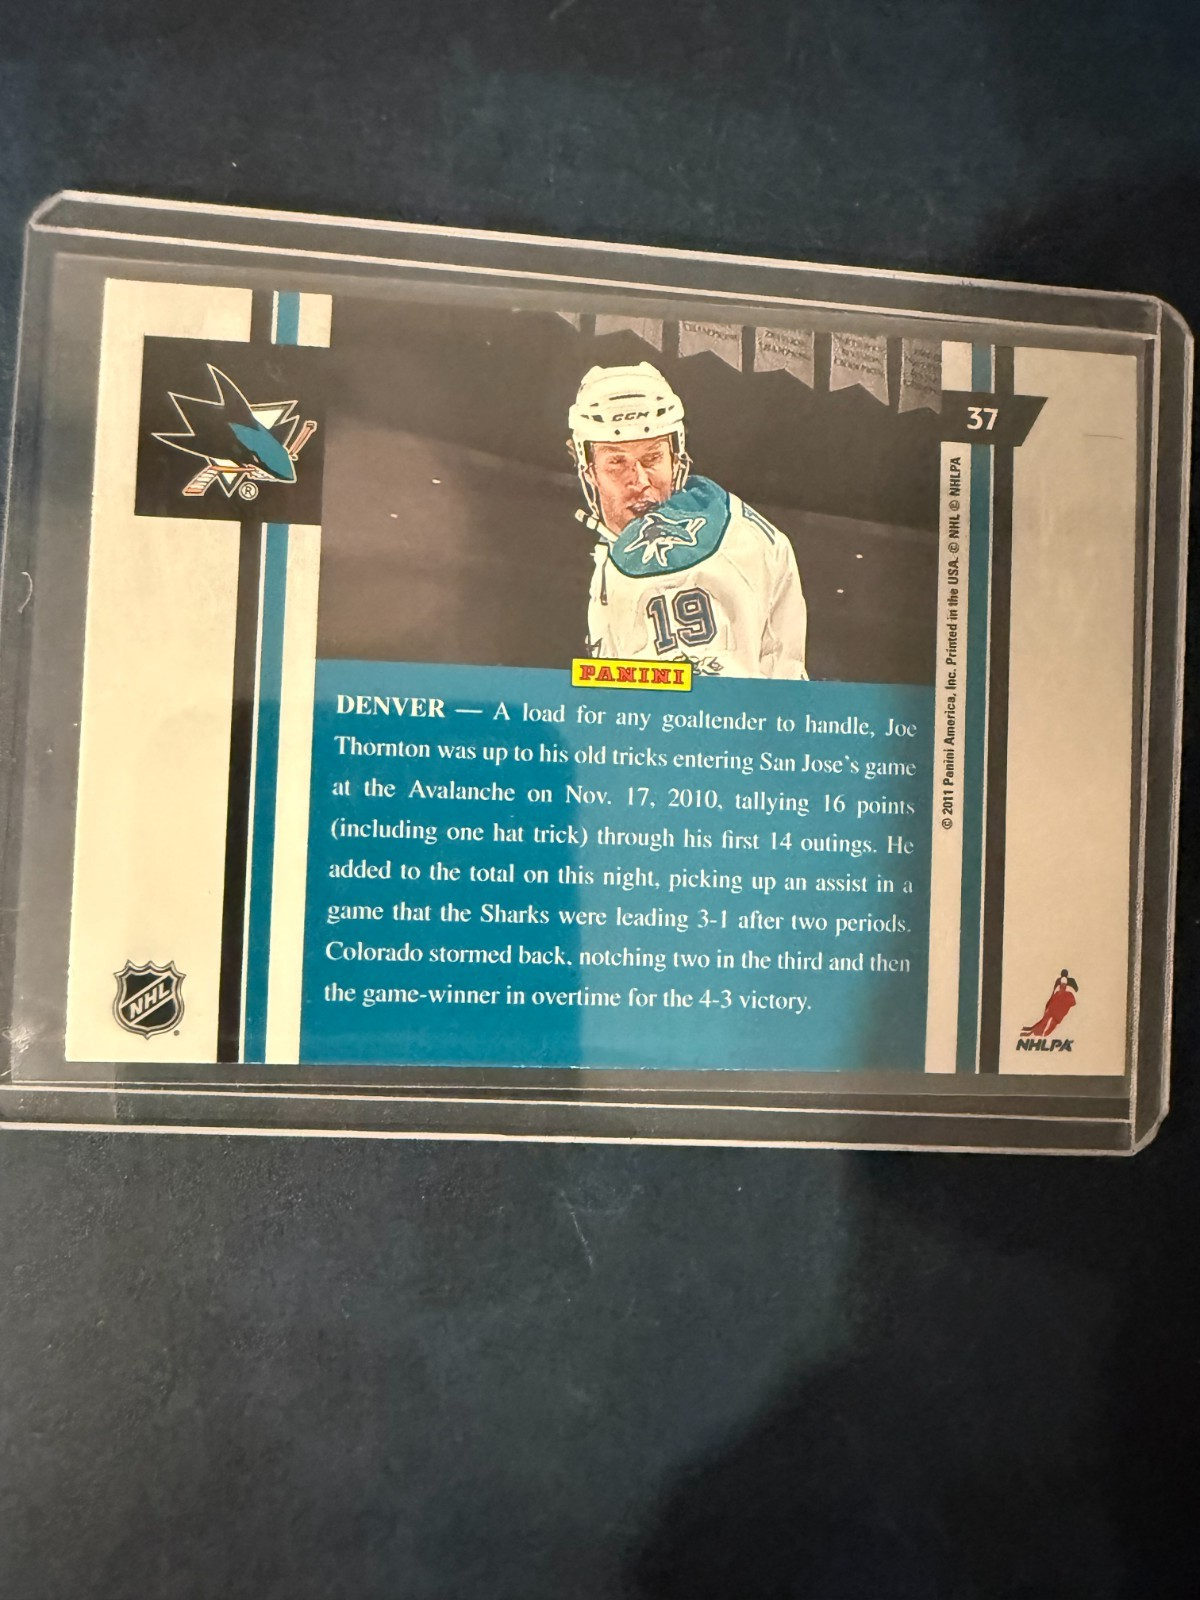 37
CCM
19
PANINI
DENVER — A load for any goaltender to handle, Joe
Thornton was up to his old tricks entering San Jose's game
at the Avalanche on Nov. 17, 2010, tallying 16 points
(including one hat trick) through his first 14 outings. He
added to the total on this night, picking up an assist in a
game that the Sharks were leading 3-1 after two periods.
Colorado stormed back, notching two in the third and then
the game-winner in overtime for the 4-3 victory.
© 2011 Panini America, Inc. Printed in the USA. © NHL © NHLPA
®
NHL
NHLPA